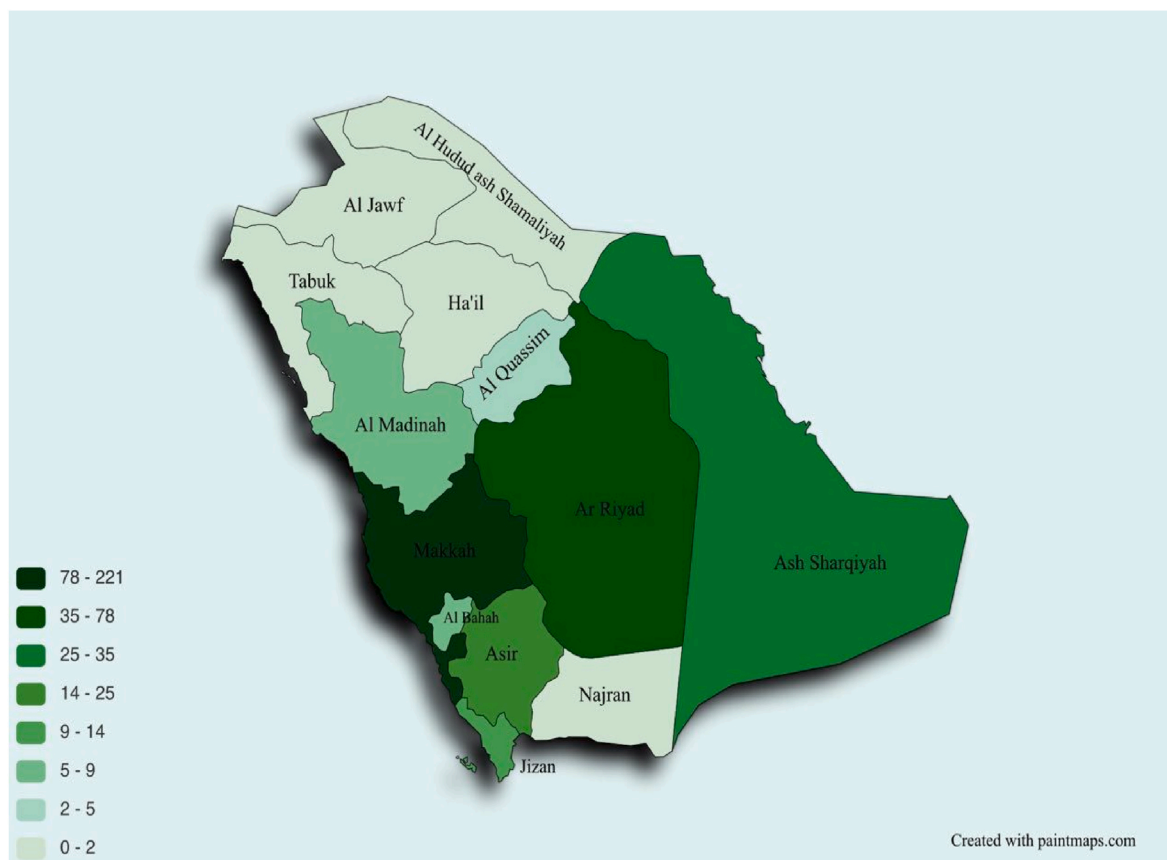 Al Hudud ash Shamaliyah
Al Jawf
Tabuk
Ha'il
Al Quassim
Al Madinah
Ar Riyad
Makkah
Ash Sharqiyah
Al Bahah
Asir
Najran
Jizan
78 - 221
35 - 78
25 - 35
14 - 25
9 - 14
5 - 9
2 - 5
0 - 2
Created with paintmaps.com